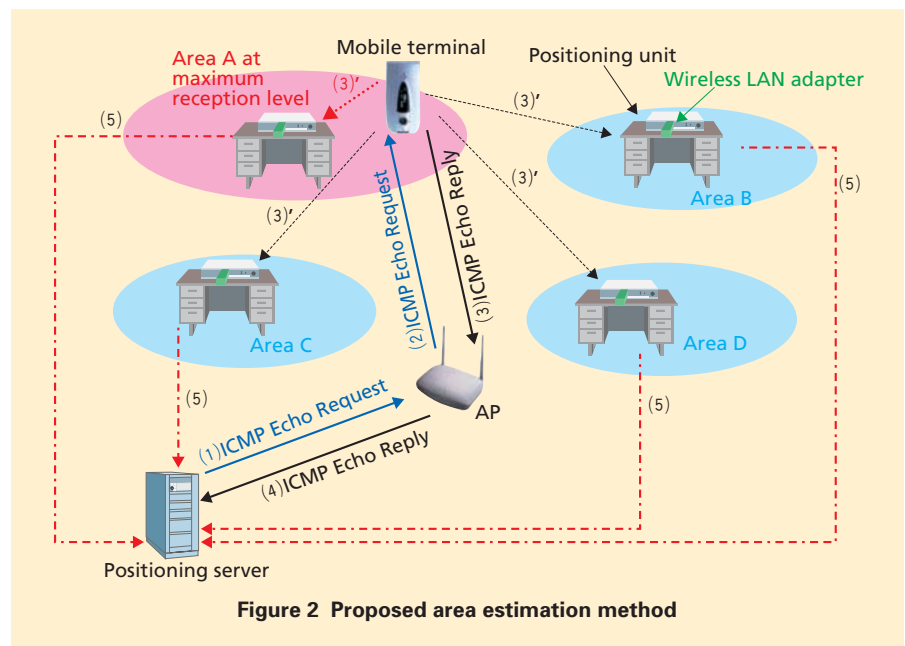 Mobile terminal
Area A at
maximum
reception level
(3)'
Positioning unit
Wireless LAN adapter
(3)'
(5)
(3)'
(5)
Area B
(3)'
(2)ICMP Echo Request
(3)ICMP Echo Reply
Area C
Area D
(5)
(1)ICMP Echo Request
AP
(5)
(4)ICMP Echo Reply
Positioning server
Figure 2 Proposed area estimation method